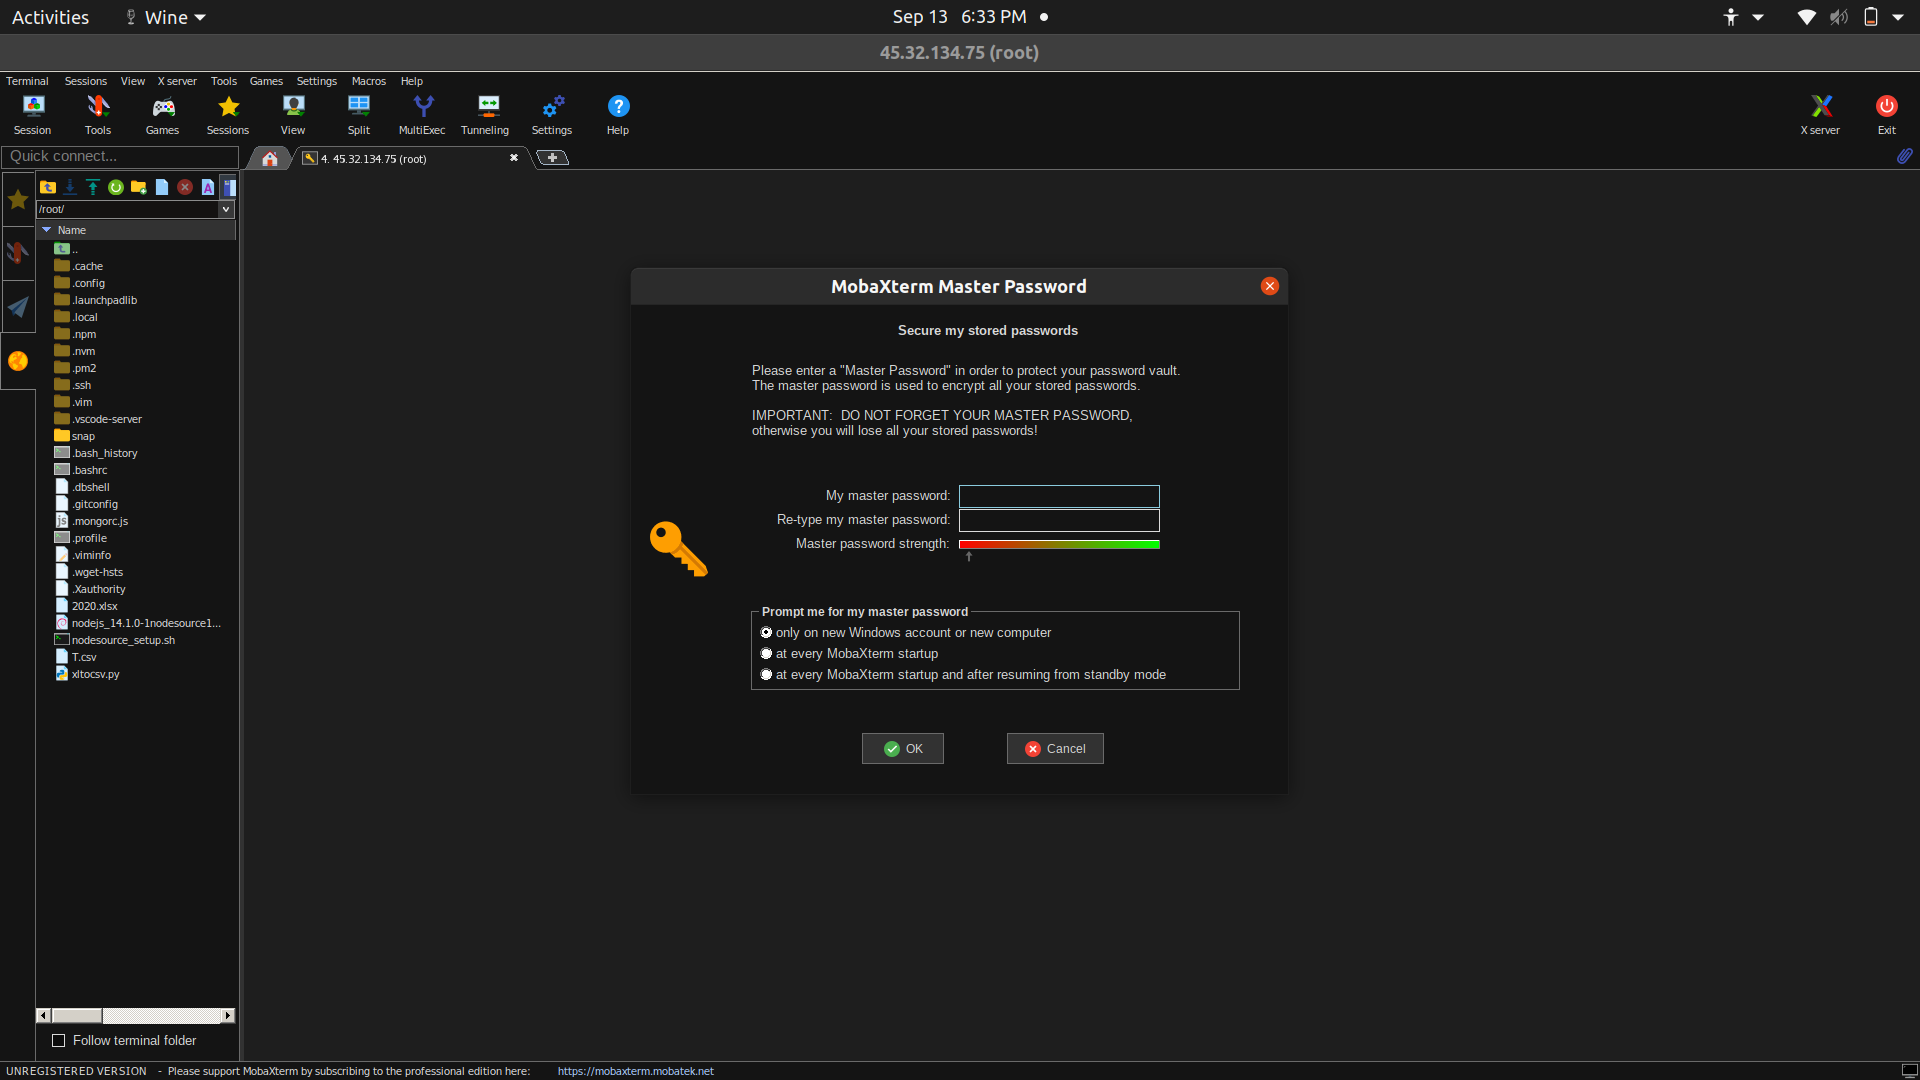 Activities
Wine
Sep 13 6:33 PM
45.32.134.75 (root)
Terminal Sessions View X server Tools Games Settings Macros Help
Session Tools Games Sessions View Split MultiExec Tunneling Settings Help X server Exit
Quick connect...
4. 45.32.134.75 (root)
/root/
Name
..
.cache
.config
.launchpadlib
.local
.npm
.nvm
.pm2
.ssh
.vim
.vscode-server
snap
.bash_history
.bashrc
.dbshell
.gitconfig
.mongorc.js
.profile
.viminfo
.wget-hsts
.Xauthority
2020.xlsx
nodejs_14.1.0-1nodesource1...
nodesource_setup.sh
T.csv
xltocsv.py
Follow terminal folder
MobaXterm Master Password
Secure my stored passwords
Please enter a "Master Password" in order to protect your password vault.
The master password is used to encrypt all your stored passwords.
IMPORTANT: DO NOT FORGET YOUR MASTER PASSWORD,
otherwise you will lose all your stored passwords!
My master password:
Re-type my master password:
Master password strength:
Prompt me for my master password
only on new Windows account or new computer
at every MobaXterm startup
at every MobaXterm startup and after resuming from standby mode
OK
Cancel
UNREGISTERED VERSION - Please support MobaXterm by subscribing to the professional edition here: https://mobaxterm.mobatek.net